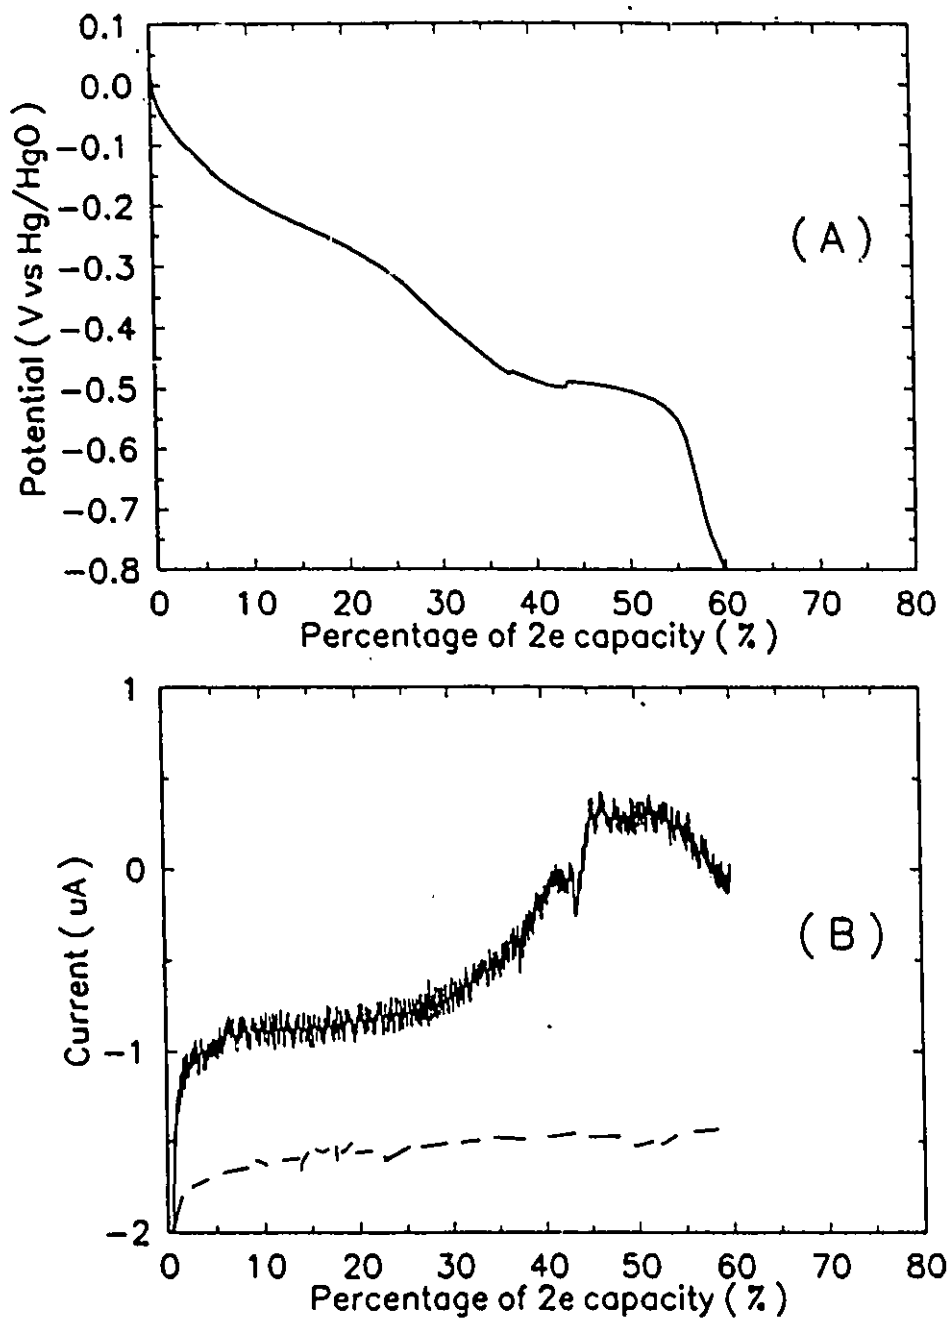 0.1
0.0
-0.1
-0.2
-0.3
-0.4
-0.5
-0.6
-0.7
-0.8
Potential ( V vs Hg/HgO )
( A )
0 10 20 30 40 50 60 70 80
Percentage of 2e capacity ( % )
1
0
-1
-2
Current ( uA )
( B )
0 10 20 30 40 50 60 70 80
Percentage of 2e capacity ( % )